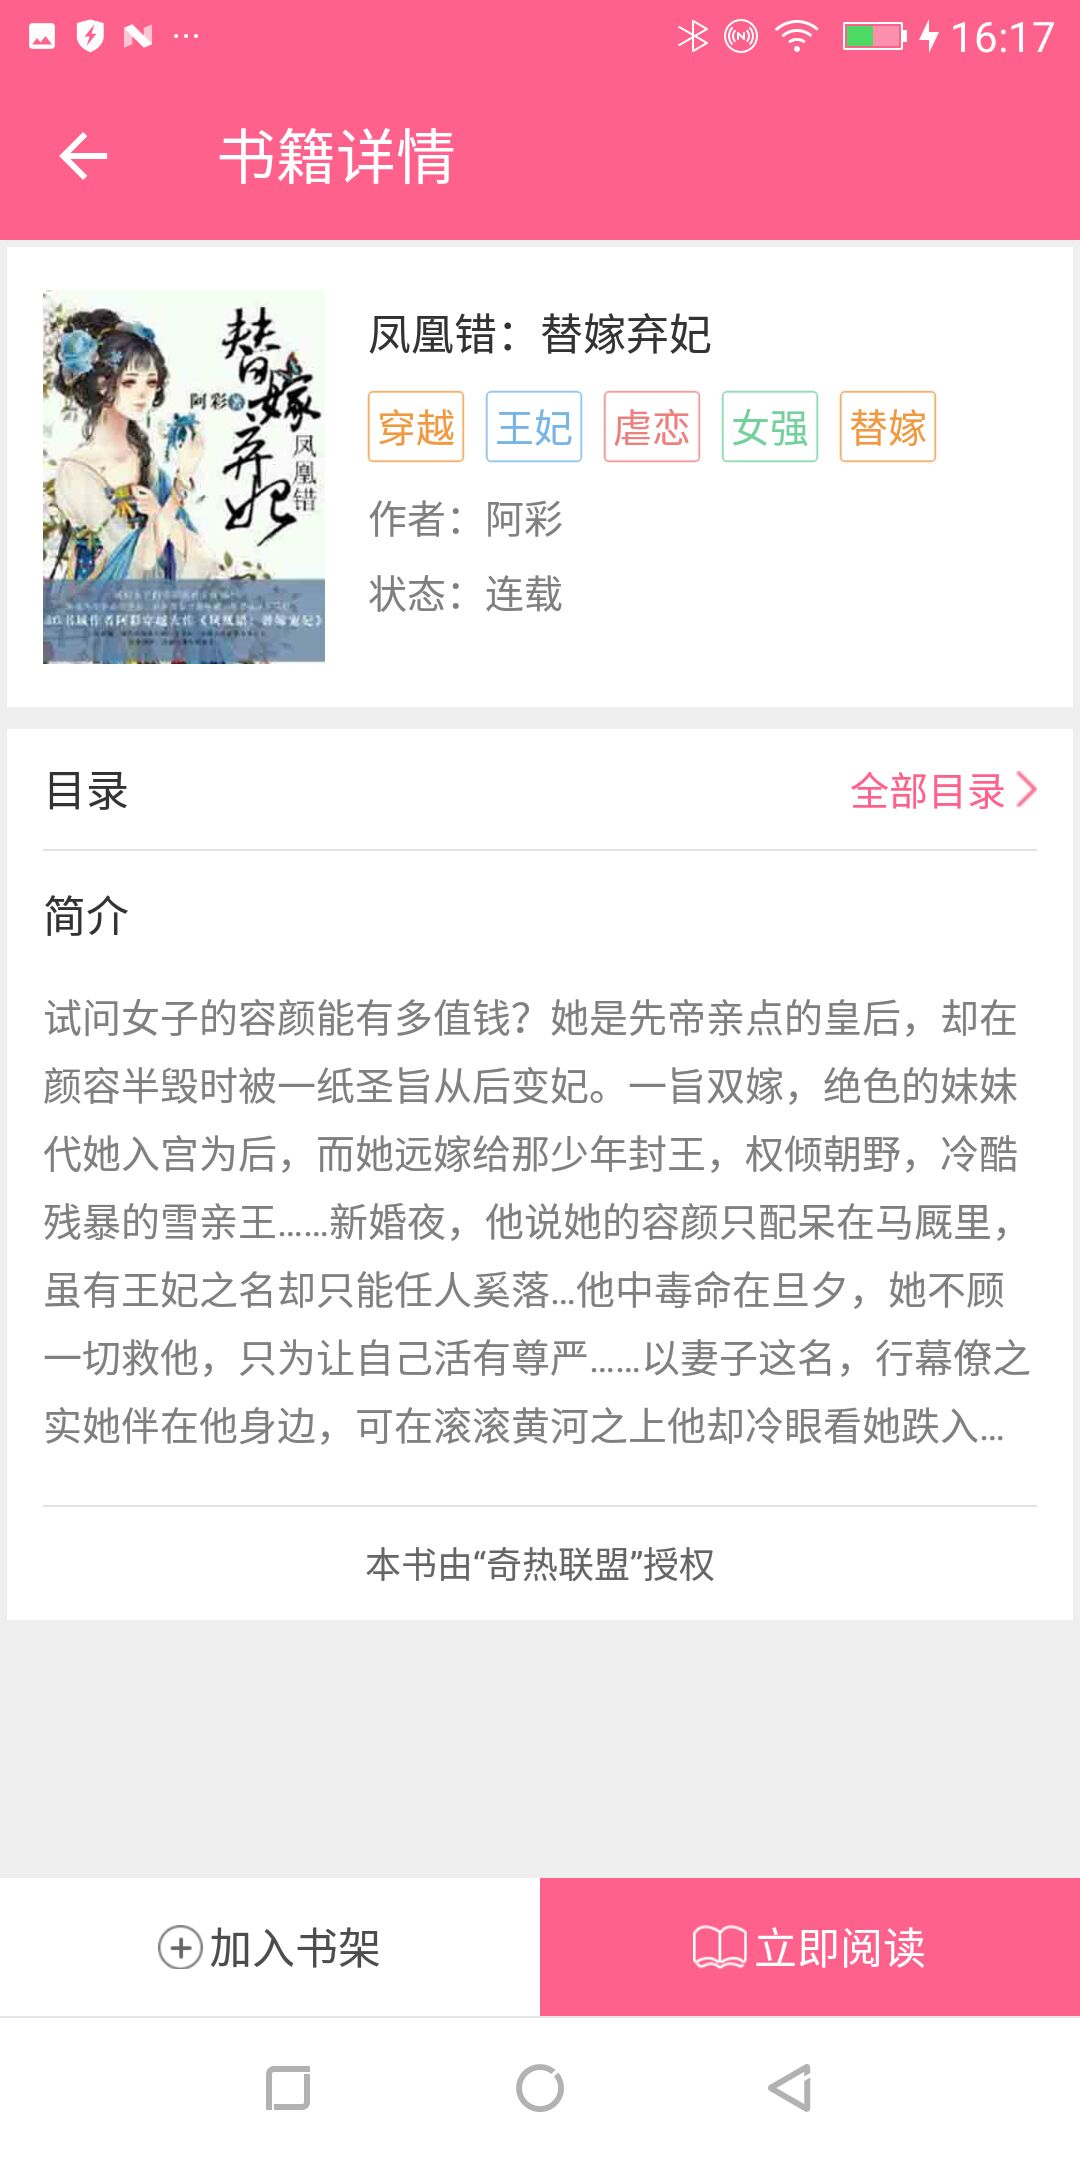 16:17
书籍详情
替嫁弃妃
凤凰错
阿彩著
凤凰错：替嫁弃妃
穿越 王妃 虐恋 女强 替嫁
作者：阿彩
状态：连载
目录
全部目录
简介
试问女子的容颜能有多值钱？她是先帝亲点的皇后，却在
颜容半毁时被一纸圣旨从后变妃。一旨双嫁，绝色的妹妹
代她入宫为后，而她远嫁给那少年封王，权倾朝野，冷酷
残暴的雪亲王……新婚夜，他说她的容颜只配呆在马厩里，
虽有王妃之名却只能任人奚落…他中毒命在旦夕，她不顾
一切救他，只为让自己活有尊严……以妻子这名，行幕僚之
实她伴在他身边，可在滚滚黄河之上他却冷眼看她跌入…
本书由“奇热联盟”授权
加入书架
立即阅读